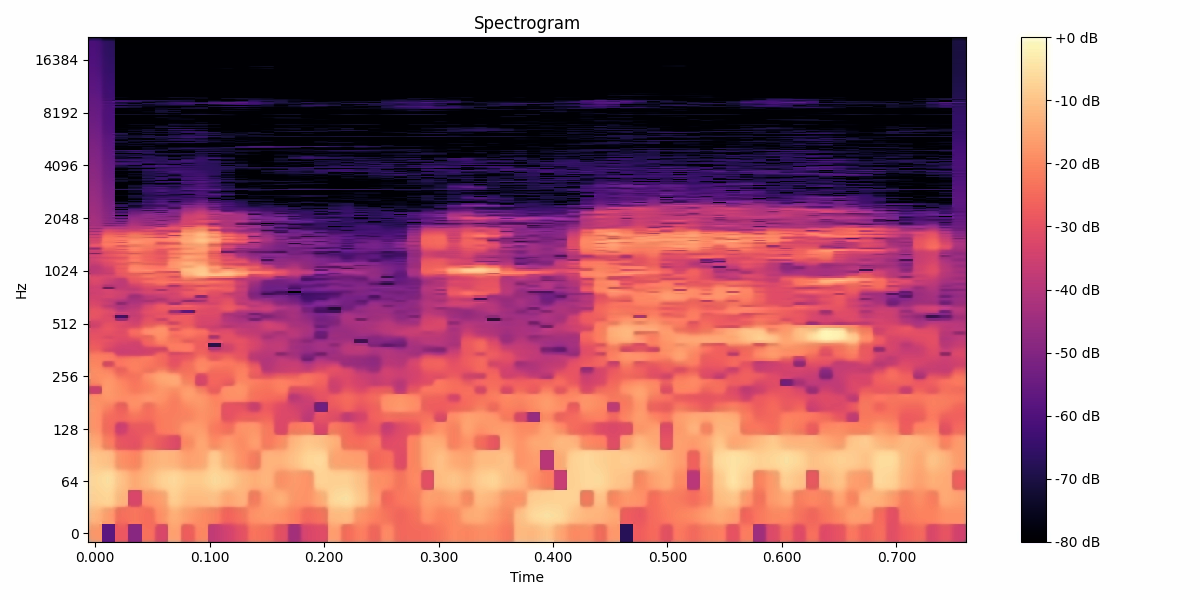 Spectrogram
16384
8192
4096
2048
1024
512
256
128
64
0
Hz
0.000 0.100 0.200 0.300 0.400 0.500 0.600 0.700
Time
+0 dB
-10 dB
-20 dB
-30 dB
-40 dB
-50 dB
-60 dB
-70 dB
-80 dB